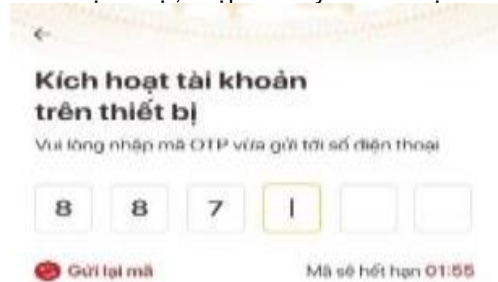 Kích hoạt tài khoản
trên thiết bị
Vui lòng nhập mã OTP vừa gửi tới số điện thoại
8 8 7
Gửi lại mã Mã sẽ hết hạn 01:55